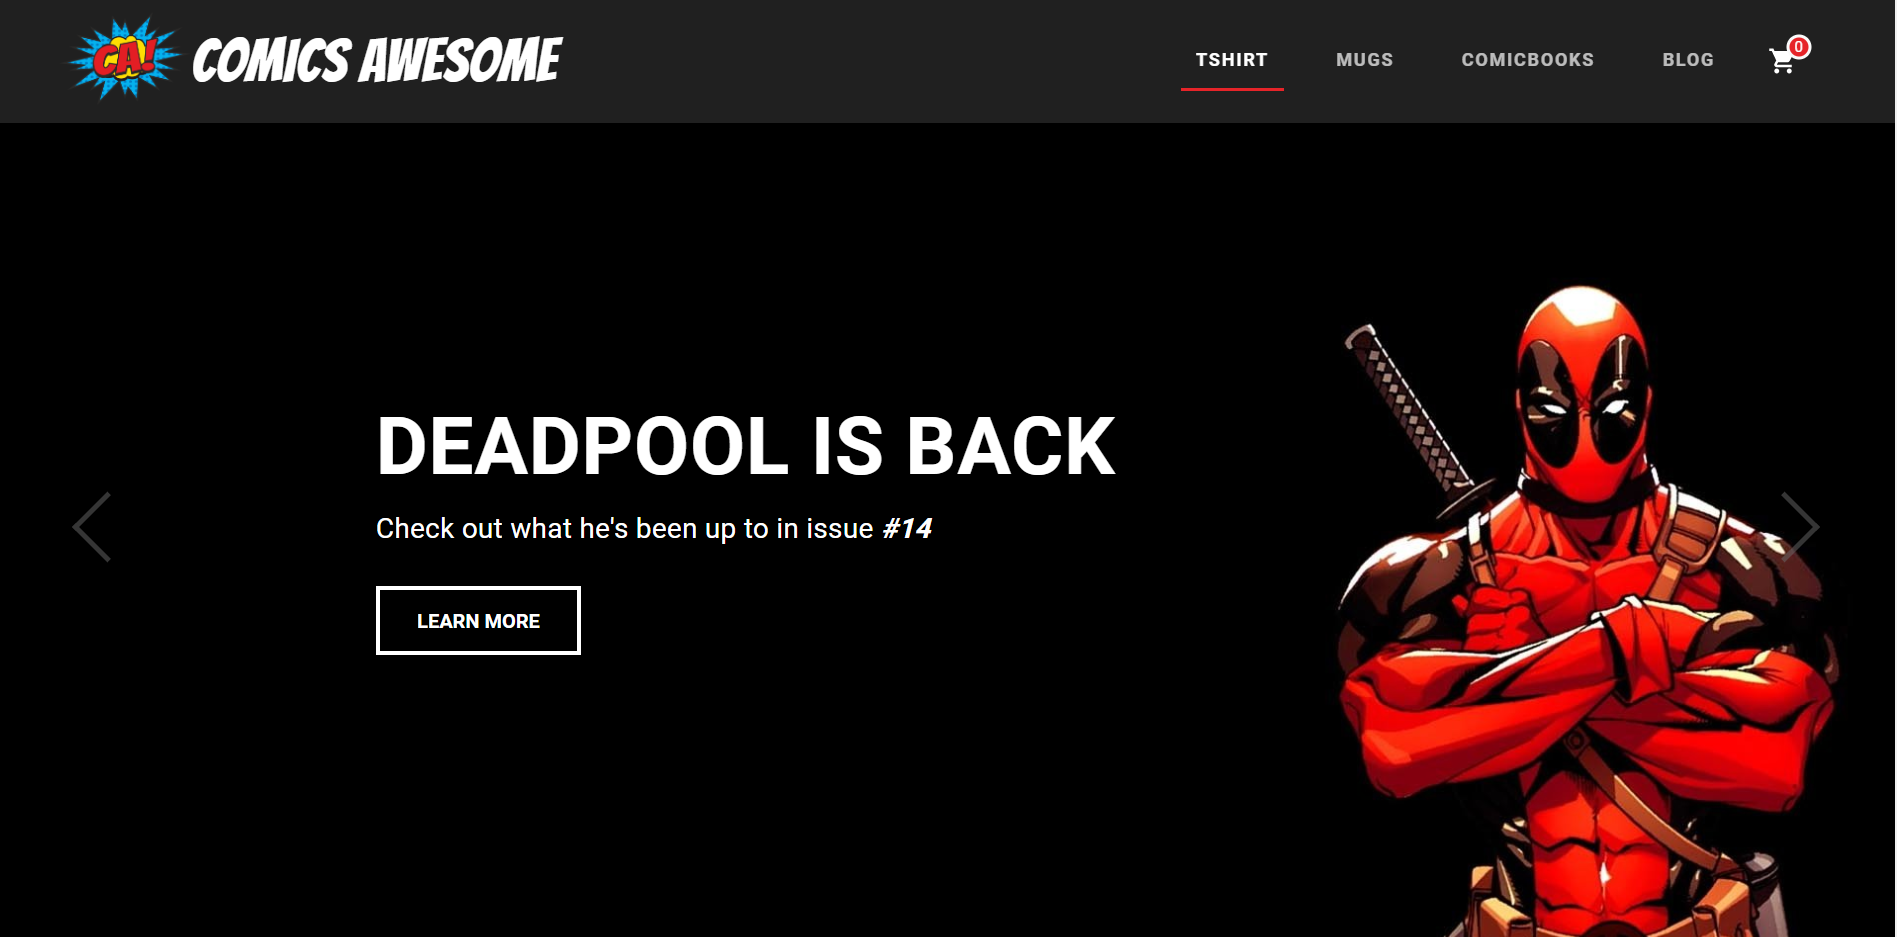 CA!
COMICS AWESOME
TSHIRT
MUGS
COMICBOOKS
BLOG
0
DEADPOOL IS BACK
Check out what he's been up to in issue #14
LEARN MORE